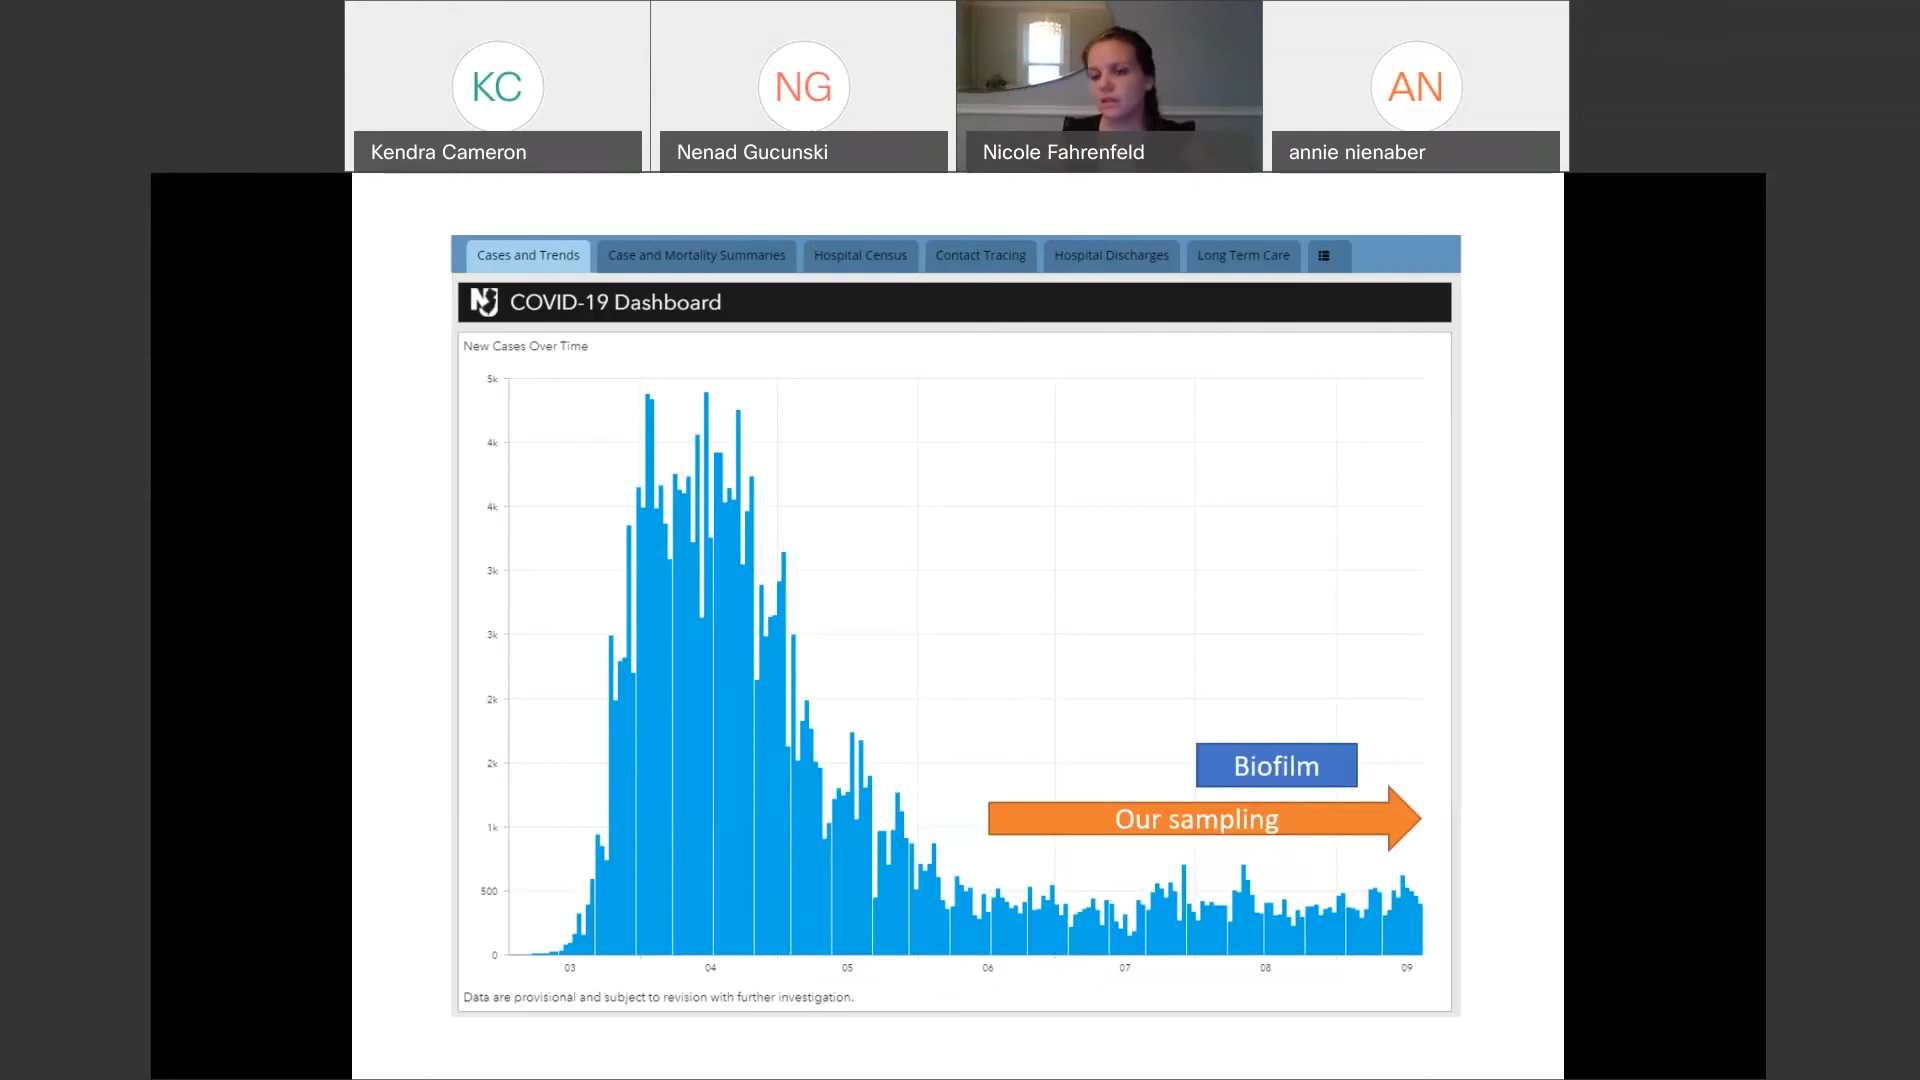 KC
Kendra Cameron
NG
Nenad Gucunski
Nicole Fahrenfeld
AN
annie nienaber
Cases and Trends
Case and Mortality Summaries
Hospital Census
Contact Tracing
Hospital Discharges
Long Term Care
NJ COVID-19 Dashboard
New Cases Over Time
5k
4k
4k
3k
3k
2k
2k
1k
500
0
Biofilm
Our sampling
03 04 05 06 07 08 09
Data are provisional and subject to revision with further investigation.